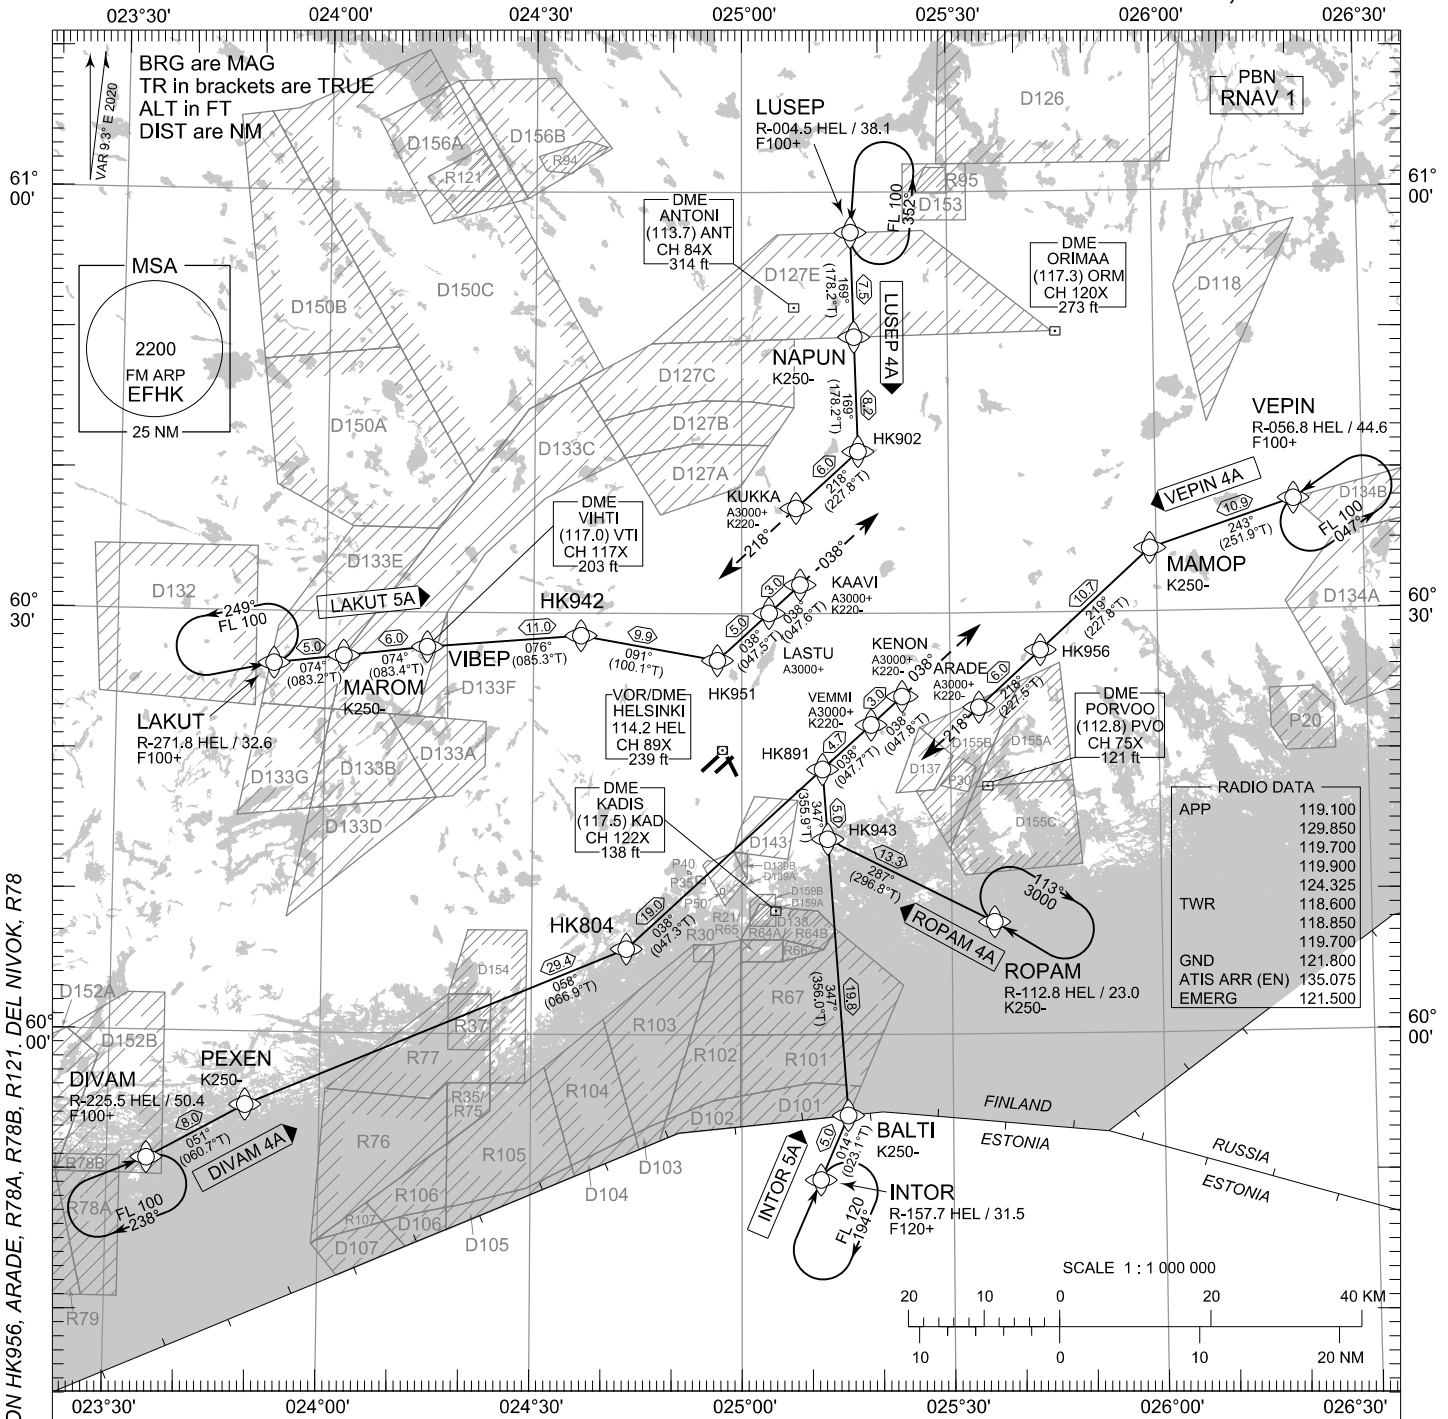 023°30'
024°00'
024°30'
025°00'
025°30'
026°00'
026°30'
VAR 9.3° E 2020
BRG are MAG
TR in brackets are TRUE
ALT in FT
DIST are NM
PBN
RNAV 1
61°
00'
61°
00'
MSA
2200
FM ARP
EFHK
25 NM
LUSEP
R-004.5 HEL / 38.1
F100+
FL 100
352°
D126
R95
D153
D156A
D156B
R94
R121
DME
ANTONI
(113.7) ANT
CH 84X
314 ft
DME
ORIMAA
(117.3) ORM
CH 120X
273 ft
D127E
D118
D150B
D150C
D150A
169°
(178.2°T)
7.5
LUSEP 4A
NAPUN
K250-
169°
(178.2°T)
8.2
HK902
D127C
D127B
D127A
D133C
6.0
218°
(227.8°T)
KUKKA
A3000+
K220-
218°
038°
VEPIN
R-056.8 HEL / 44.6
F100+
VEPIN 4A
10.9
243°
(251.9°T)
FL 100
047°
D134B
D134A
MAMOP
K250-
10.7
219°
(227.8°T)
HK956
DME
VIHTI
(117.0) VTI
CH 117X
203 ft
D133E
D132
LAKUT 5A
249°
FL 100
5.0
074°
(083.2°T)
6.0
074°
(083.4°T)
VIBEP
11.0
076°
(085.3°T)
HK942
9.9
091°
(100.1°T)
HK951
5.0
038°
(047.5°T)
3.0
038°
(047.6°T)
KAAVI
A3000+
K220-
LASTU
A3000+
60°
30'
60°
30'
MAROM
K250-
D133F
LAKUT
R-271.8 HEL / 32.6
F100+
D133G
D133B
D133A
D133D
VOR/DME
HELSINKI
114.2 HEL
CH 89X
239 ft
KENON
A3000+
K220-
038°
ARADE
A3000+
K220-
6.0
218°
(227.5°T)
218°
VEMMI
A3000+
K220-
3.0
038°
(047.8°T)
4.7
038°
(047.7°T)
HK891
D155B
D155A
D137
P30
D155C
P20
DME
PORVOO
(112.8) PVO
CH 75X
121 ft
DME
KADIS
(117.5) KAD
CH 122X
138 ft
347°
(355.9°T)
5.0
HK943
13.3
287°
(296.8°T)
113°
3000
ROPAM 4A
ROPAM
R-112.8 HEL / 23.0
K250-
RADIO DATA
APP 119.100
129.850
119.700
119.900
124.325
TWR 118.600
118.850
119.700
GND 121.800
ATIS ARR (EN) 135.075
EMERG 121.500
D143
P40
P35
P50
D139B
D139A
D159B
D159A
R21/
R65
D138
R64A
R64B
R30
R66
HK804
19.0
038°
(047.3°T)
29.4
058°
(066.9°T)
D154
R67
347°
(356.0°T)
19.8
60°
00'
60°
00'
D152A
D152B
R37
R77
R103
R102
R101
R104
R35/
R75
R76
R105
D102
D101
D103
D104
R106
R107
D106
D107
D105
PEXEN
K250-
DIVAM
R-225.5 HEL / 50.4
F100+
8.0
051°
(060.7°T)
DIVAM 4A
R78B
R78A
R79
FL 100
238°
BALTI
K250-
5.0
014°
(023.1°T)
INTOR 5A
INTOR
R-157.7 HEL / 31.5
F120+
FL 120
194°
FINLAND
ESTONIA
RUSSIA
ESTONIA
SCALE 1 : 1 000 000
20 10 0 20 40 KM
10 0 10 20 NM
ON HK956, ARADE, R78A, R78B, R121. DEL NIVOK, R78
023°30'
024°00'
024°30'
025°00'
025°30'
026°00'
026°30'